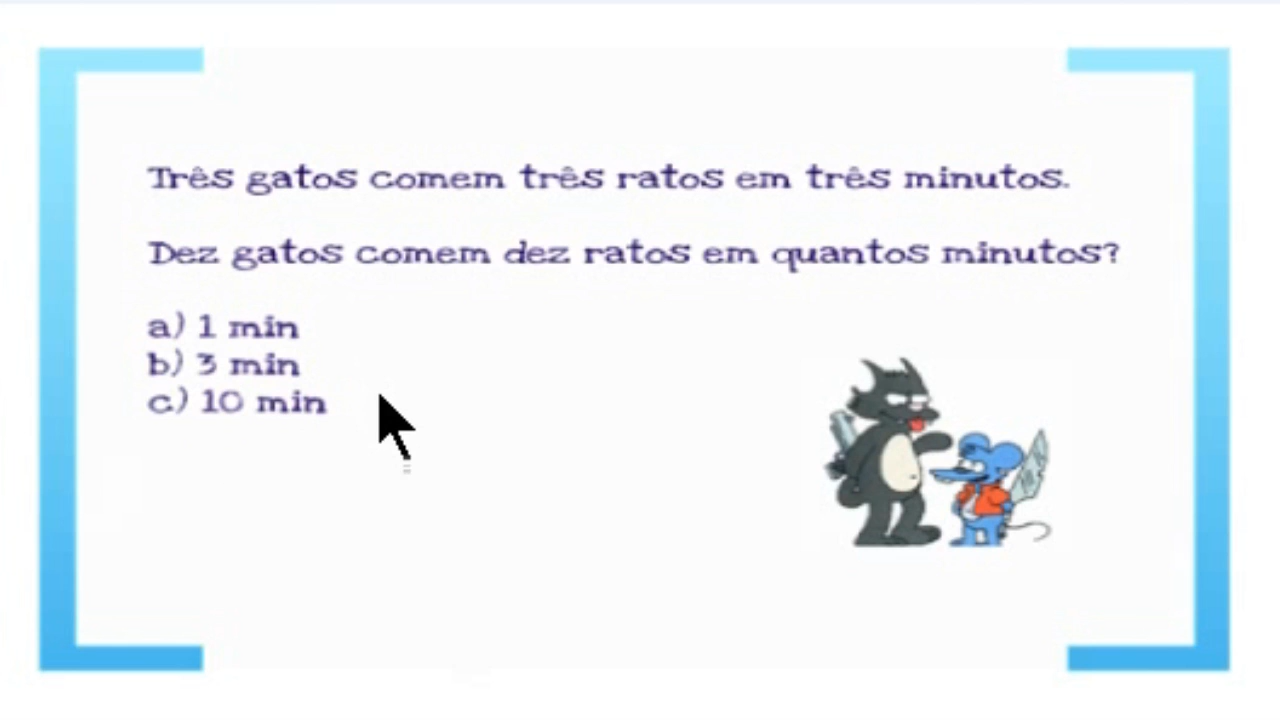 Três gatos comem três ratos em três minutos.
Dez gatos comem dez ratos em quantos minutos?
a) 1 min
b) 3 min
c) 10 min